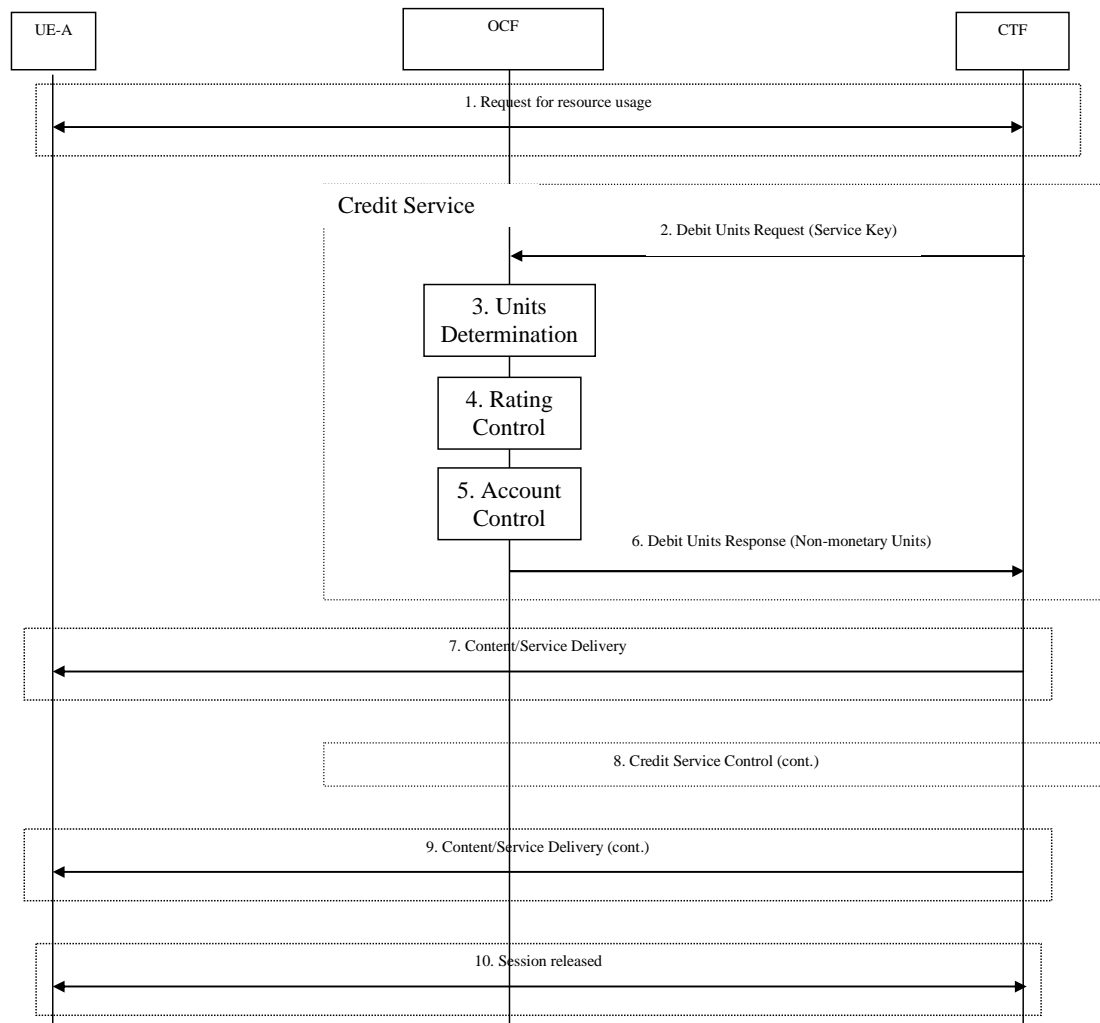 UE-A
OCF
CTF
1. Request for resource usage
Credit Service
2. Debit Units Request (Service Key)
3. Units
Determination
4. Rating
Control
5. Account
Control
6. Debit Units Response (Non-monetary Units)
7. Content/Service Delivery
8. Credit Service Control (cont.)
9. Content/Service Delivery (cont.)
10. Session released